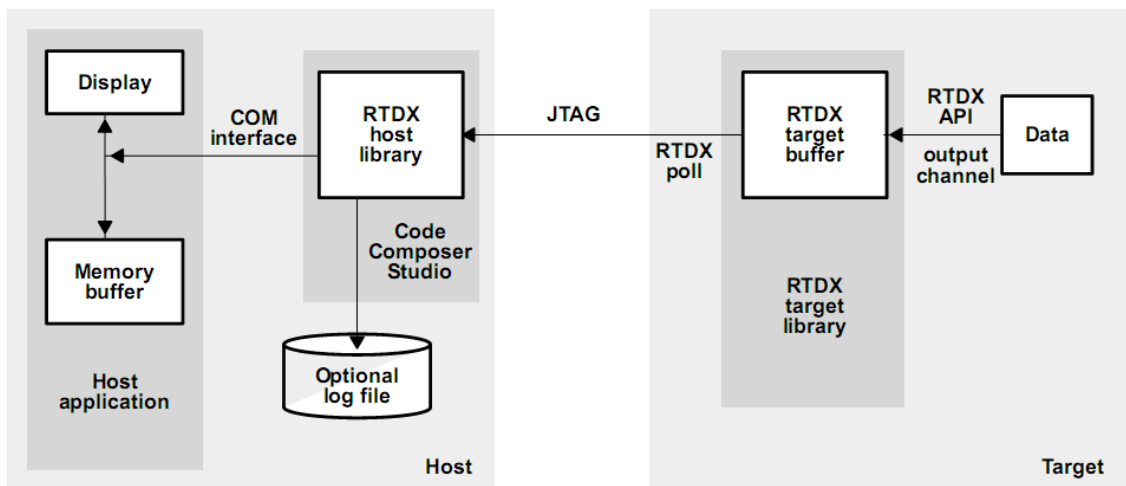 Display
Memory
buffer
Host
application
COM
interface
RTDX
host
library
Code
Composer
Studio
Optional
log file
Host
JTAG
RTDX
poll
RTDX
target
buffer
RTDX
target
library
RTDX
API
output
channel
Data
Target